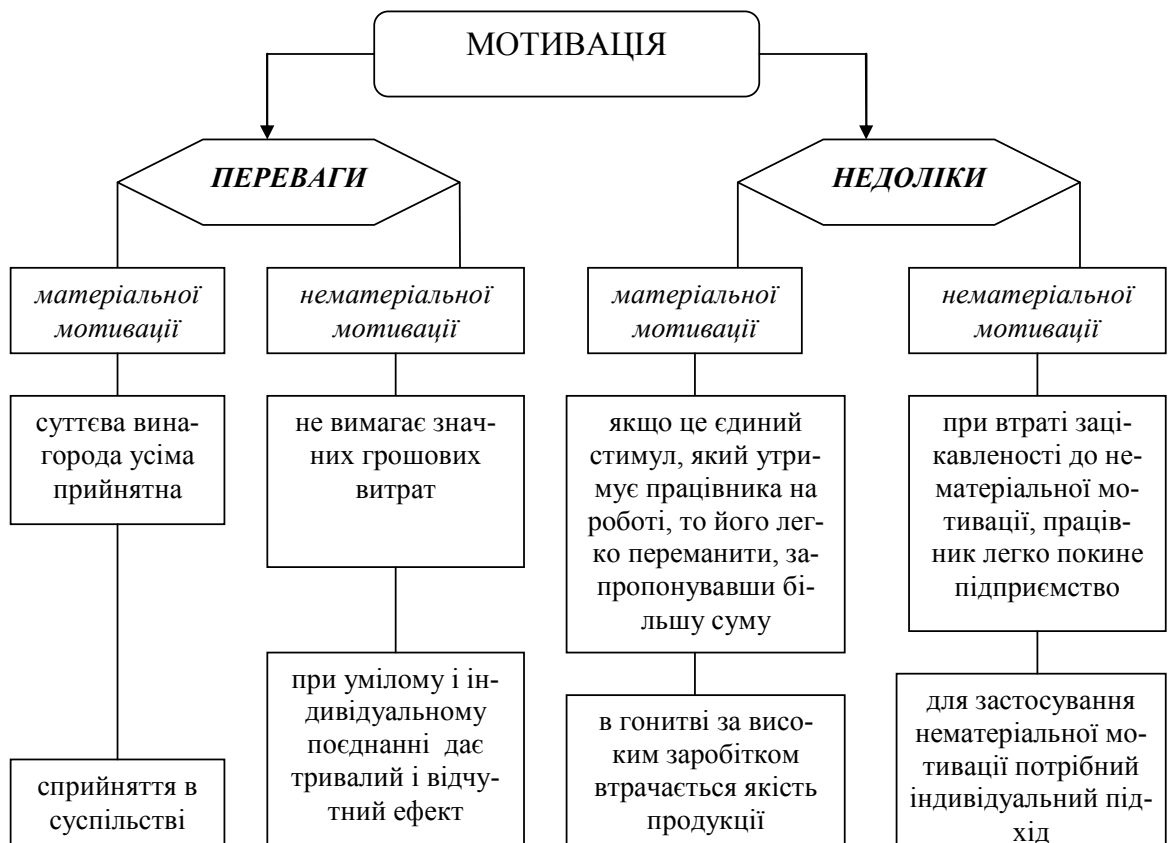 МОТИВАЦІЯ
ПЕРЕВАГИ
НЕДОЛІКИ
матеріальної
мотивації
нематеріальної
мотивації
матеріальної
мотивації
нематеріальної
мотивації
суттєва вина-
города усіма
прийнятна
не вимагає знач-
них грошових
витрат
якщо це єдиний
стимул, який утри-
мує працівника на
роботі, то його лег-
ко переманити, за-
пропонувавши бі-
льшу суму
при втраті заці-
кавленості до не-
матеріальної мо-
тивації, праців-
ник легко покине
підприємство
сприйняття в
суспільстві
при умілому і ін-
дивідуальному
поєднанні дає
тривалий і відчу-
тний ефект
в гонитві за висо-
ким заробітком
втрачається якість
продукції
для застосування
нематеріальної мо-
тивації потрібний
індивідуальний під-
хід